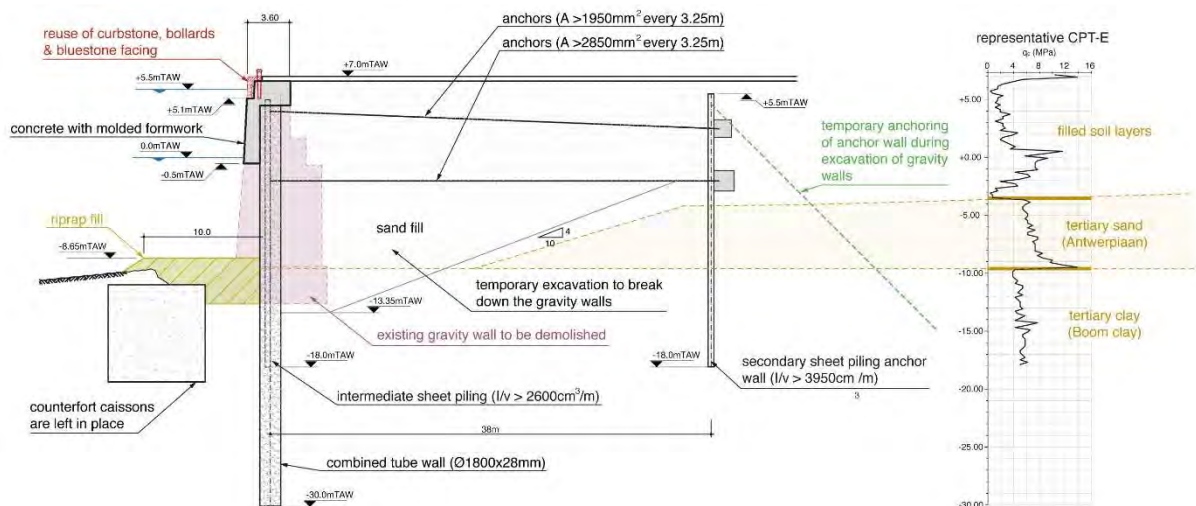 3.60
reuse of curbstone, bollards
& bluestone facing
+5.5mTAW
+5.1mTAW
concrete with molded formwork
0.0mTAW
-0.5mTAW
riprap fill
10.0
-8.65mTAW
counterfort caissons
are left in place
anchors (A >1950mm² every 3.25m)
anchors (A >2850mm² every 3.25m)
+7.0mTAW
+5.5mTAW
temporary anchoring
of anchor wall during
excavation of gravity
walls
sand fill
10
4
temporary excavation to break
down the gravity walls
-13.35mTAW
existing gravity wall to be demolished
-18.0mTAW
-18.0mTAW
intermediate sheet piling (I/v > 2600cm³/m)
secondary sheet piling anchor
wall (I/v > 3950cm /m)
3
38m
combined tube wall (Ø1800x28mm)
-30.0mTAW
representative CPT-E
qc (MPa)
0 4 8 12 16
+5.00
+0.00
-5.00
-10.00
-15.00
-20.00
-25.00
-30.00
filled soil layers
tertiary sand
(Antwerpiaan)
tertiary clay
(Boom clay)